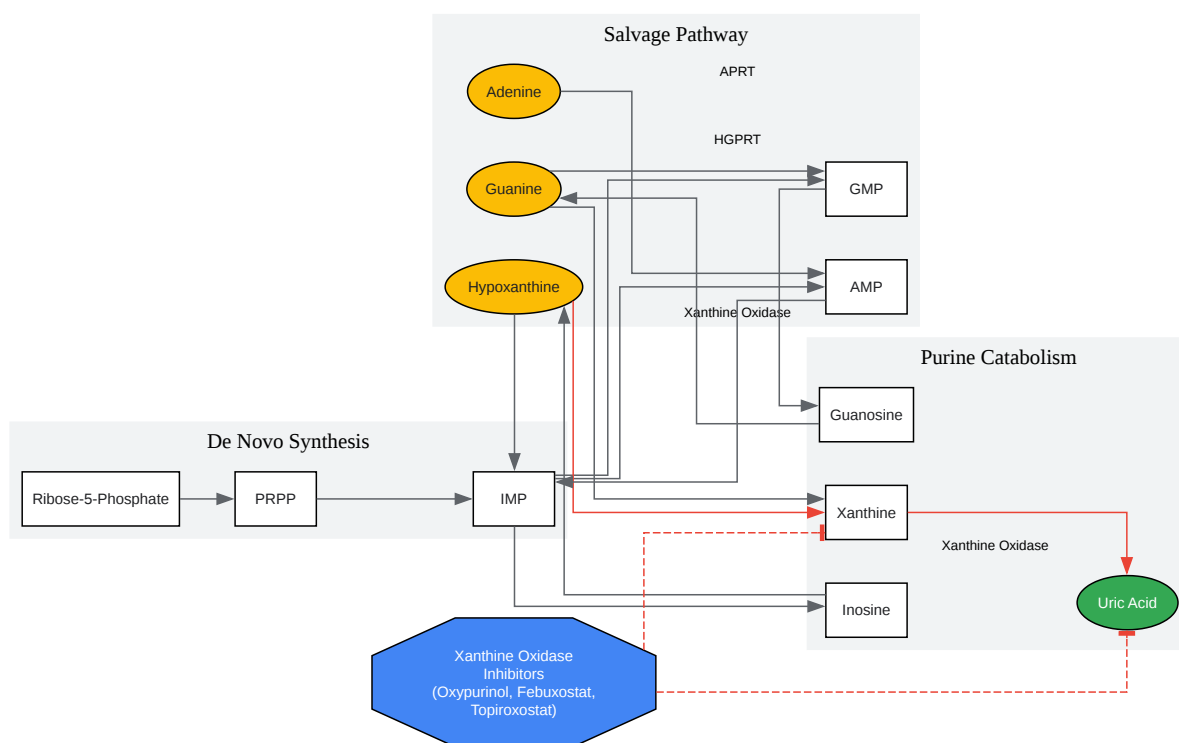 Salvage Pathway
APRT
Adenine
HGPRT
Guanine
GMP
Hypoxanthine
AMP
Xanthine Oxidase
Purine Catabolism
Guanosine
De Novo Synthesis
Ribose-5-Phosphate
PRPP
IMP
Xanthine
Xanthine Oxidase
Inosine
Uric Acid
Xanthine Oxidase
Inhibitors
(Oxypurinol, Febuxostat,
Topiroxostat)